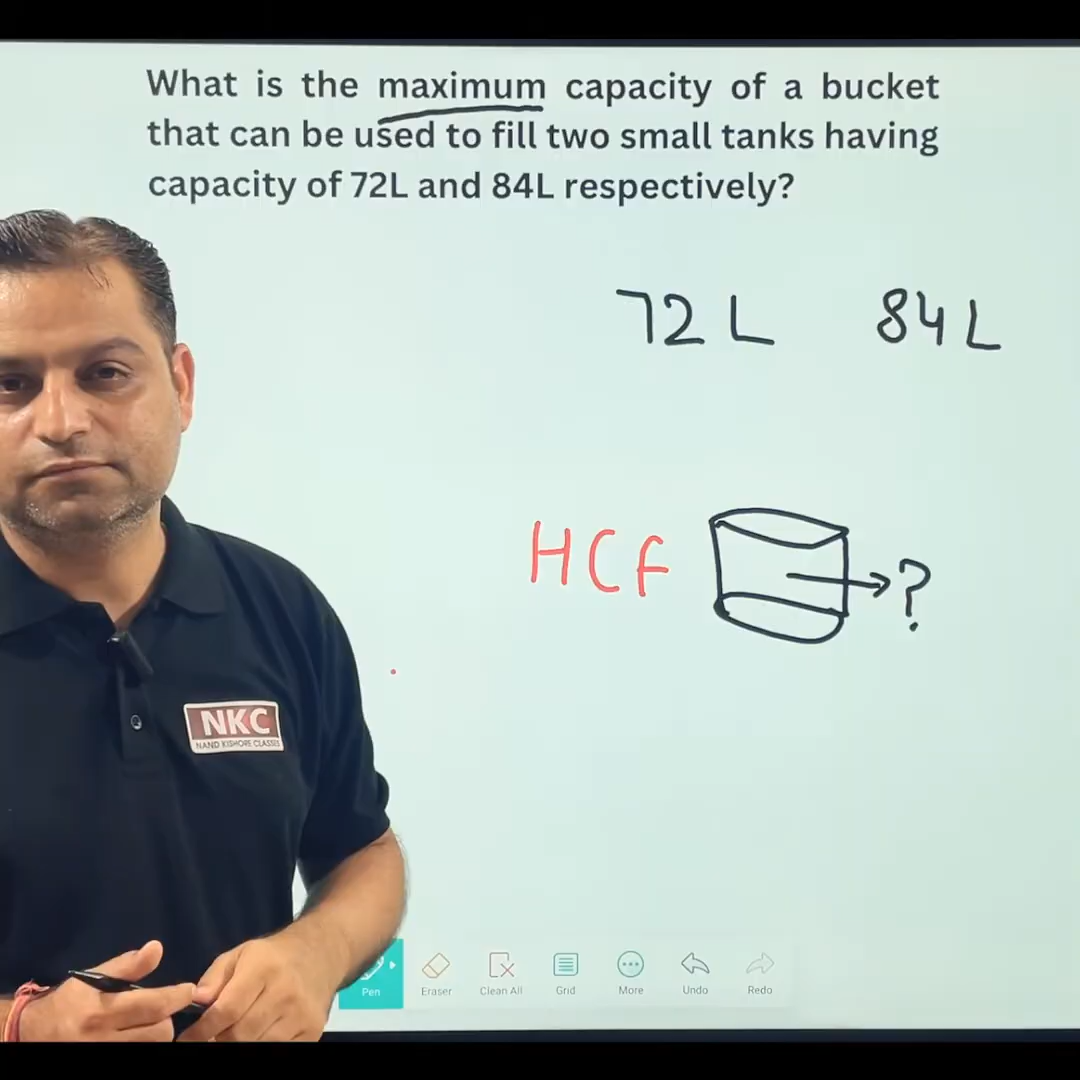 What is the maximum capacity of a bucket
that can be used to fill two small tanks having
capacity of 72L and 84L respectively?
72 L 84 L
HCF ?
NKC
NAND KISHORE CLASSES
Pen Eraser Clean All Grid More Undo Redo